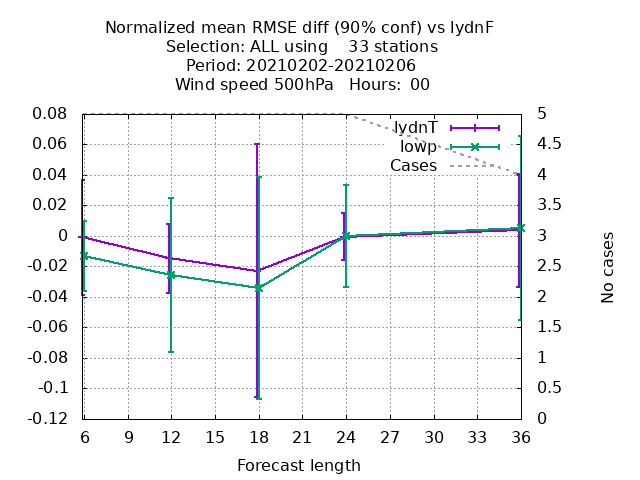 Normalized mean RMSE diff (90% conf) vs lydnF
Selection: ALL using    33 stations
Period: 20210202-20210206
Wind speed 500hPa   Hours: 00
0.08
0.06
0.04
0.02
0
-0.02
-0.04
-0.06
-0.08
-0.1
-0.12
5
4.5
4
3.5
3
2.5
2
1.5
1
0.5
0
lydnT
lowp
Cases
No cases
6 9 12 15 18 21 24 27 30 33 36
Forecast length